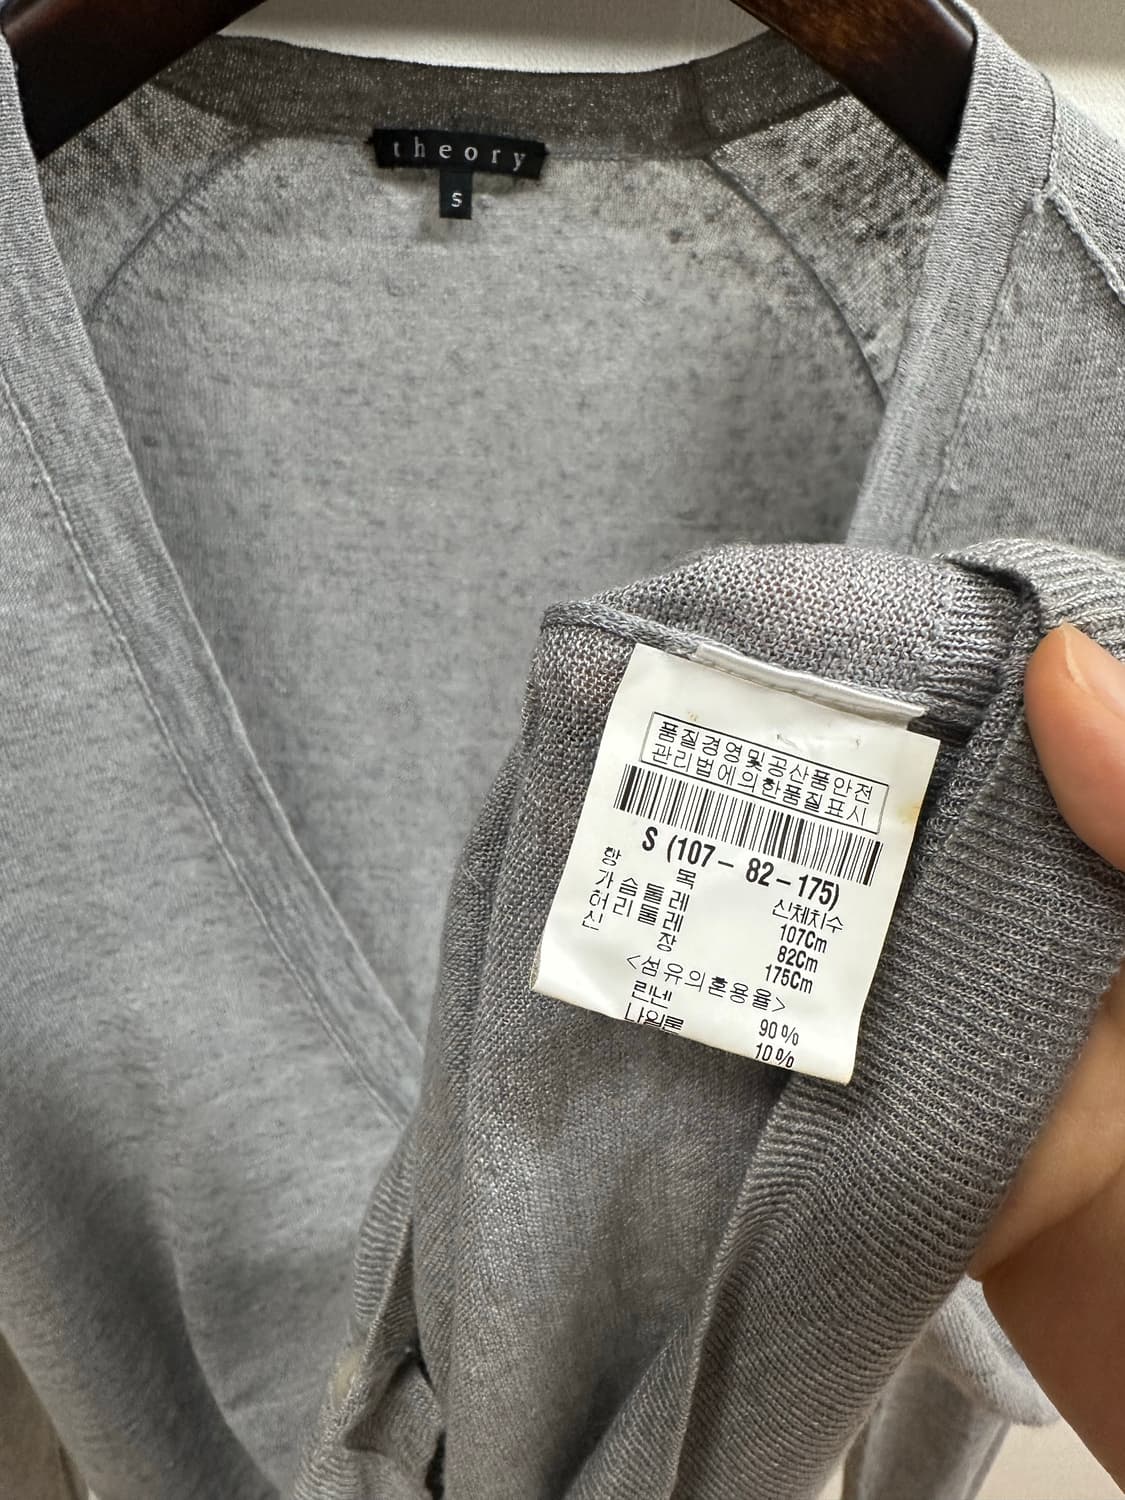 theory
S
품질경영및공산품안전
관리법에의한품질표시
S (107- 82-175)
항 목 신체치수
가슴둘레 107Cm
허리둘레 82Cm
신 장 175Cm
<섬유의혼용율>
린넨 90%
나일론 10%